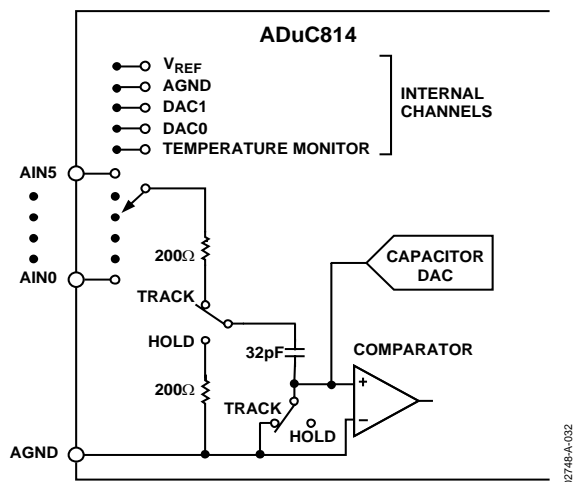 ADuC814
VREF
AGND
DAC1
DAC0
TEMPERATURE MONITOR
INTERNAL
CHANNELS
AIN5
AIN0
200Ω
TRACK
HOLD
200Ω
32pF
TRACK
HOLD
CAPACITOR
DAC
COMPARATOR
+
–
AGND
02748-A-032